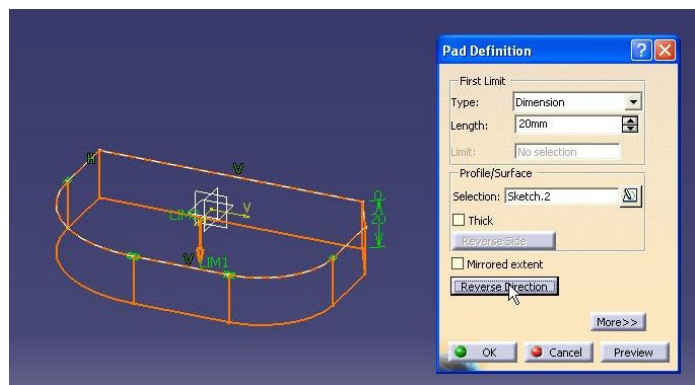 Pad Definition
First Limit
Type: Dimension
Length: 20mm
Limit: No selection
Profile/Surface
Selection: Sketch.2
Thick
Reverse Side
Mirrored extent
Reverse Direction
More>>
OK Cancel Preview
H
V
V
20
LIM1
V